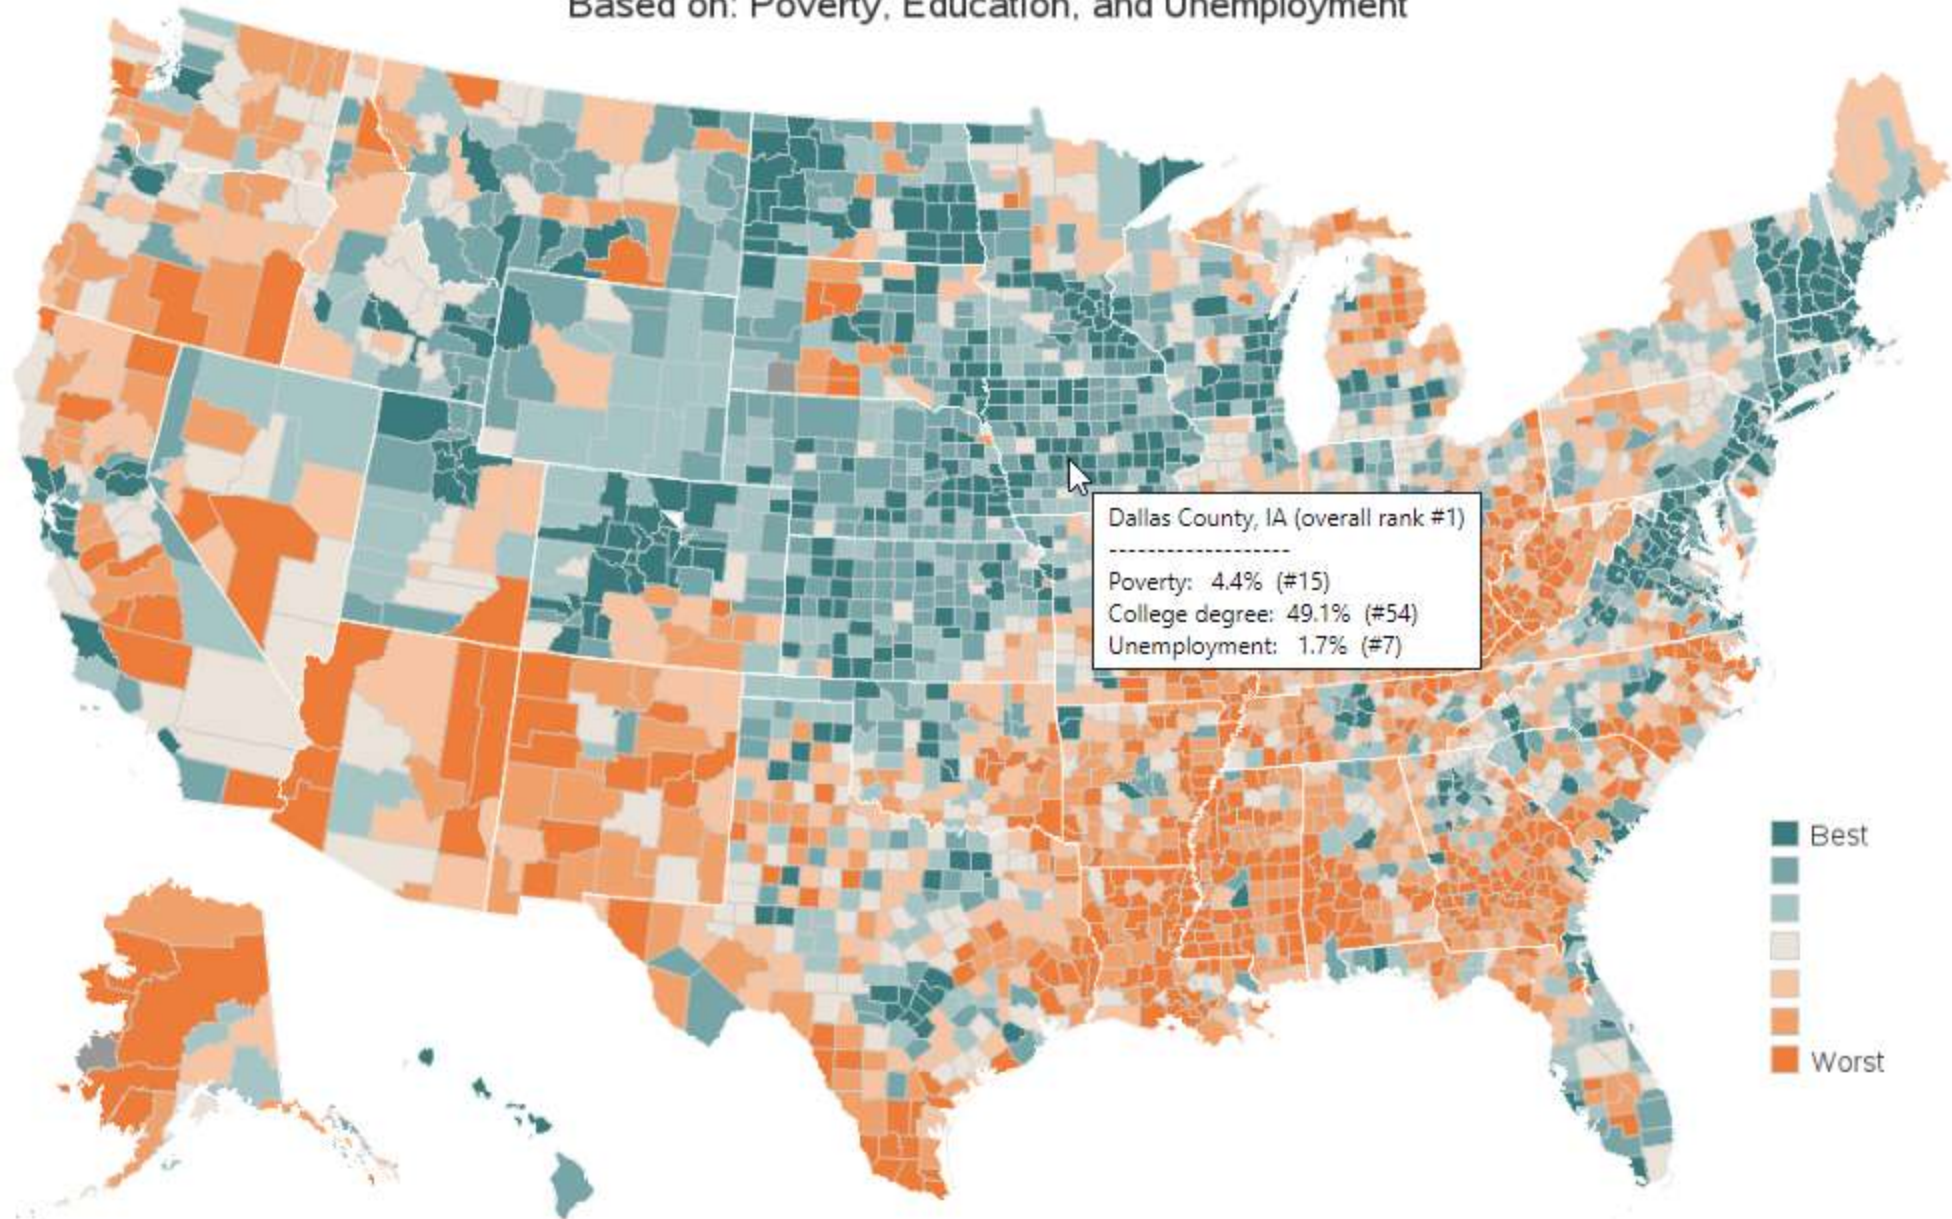 Based on: Poverty, Education, and Unemployment
Dallas County, IA (overall rank #1)
-------------------
Poverty: 4.4% (#15)
College degree: 49.1% (#54)
Unemployment: 1.7% (#7)
Best
Worst